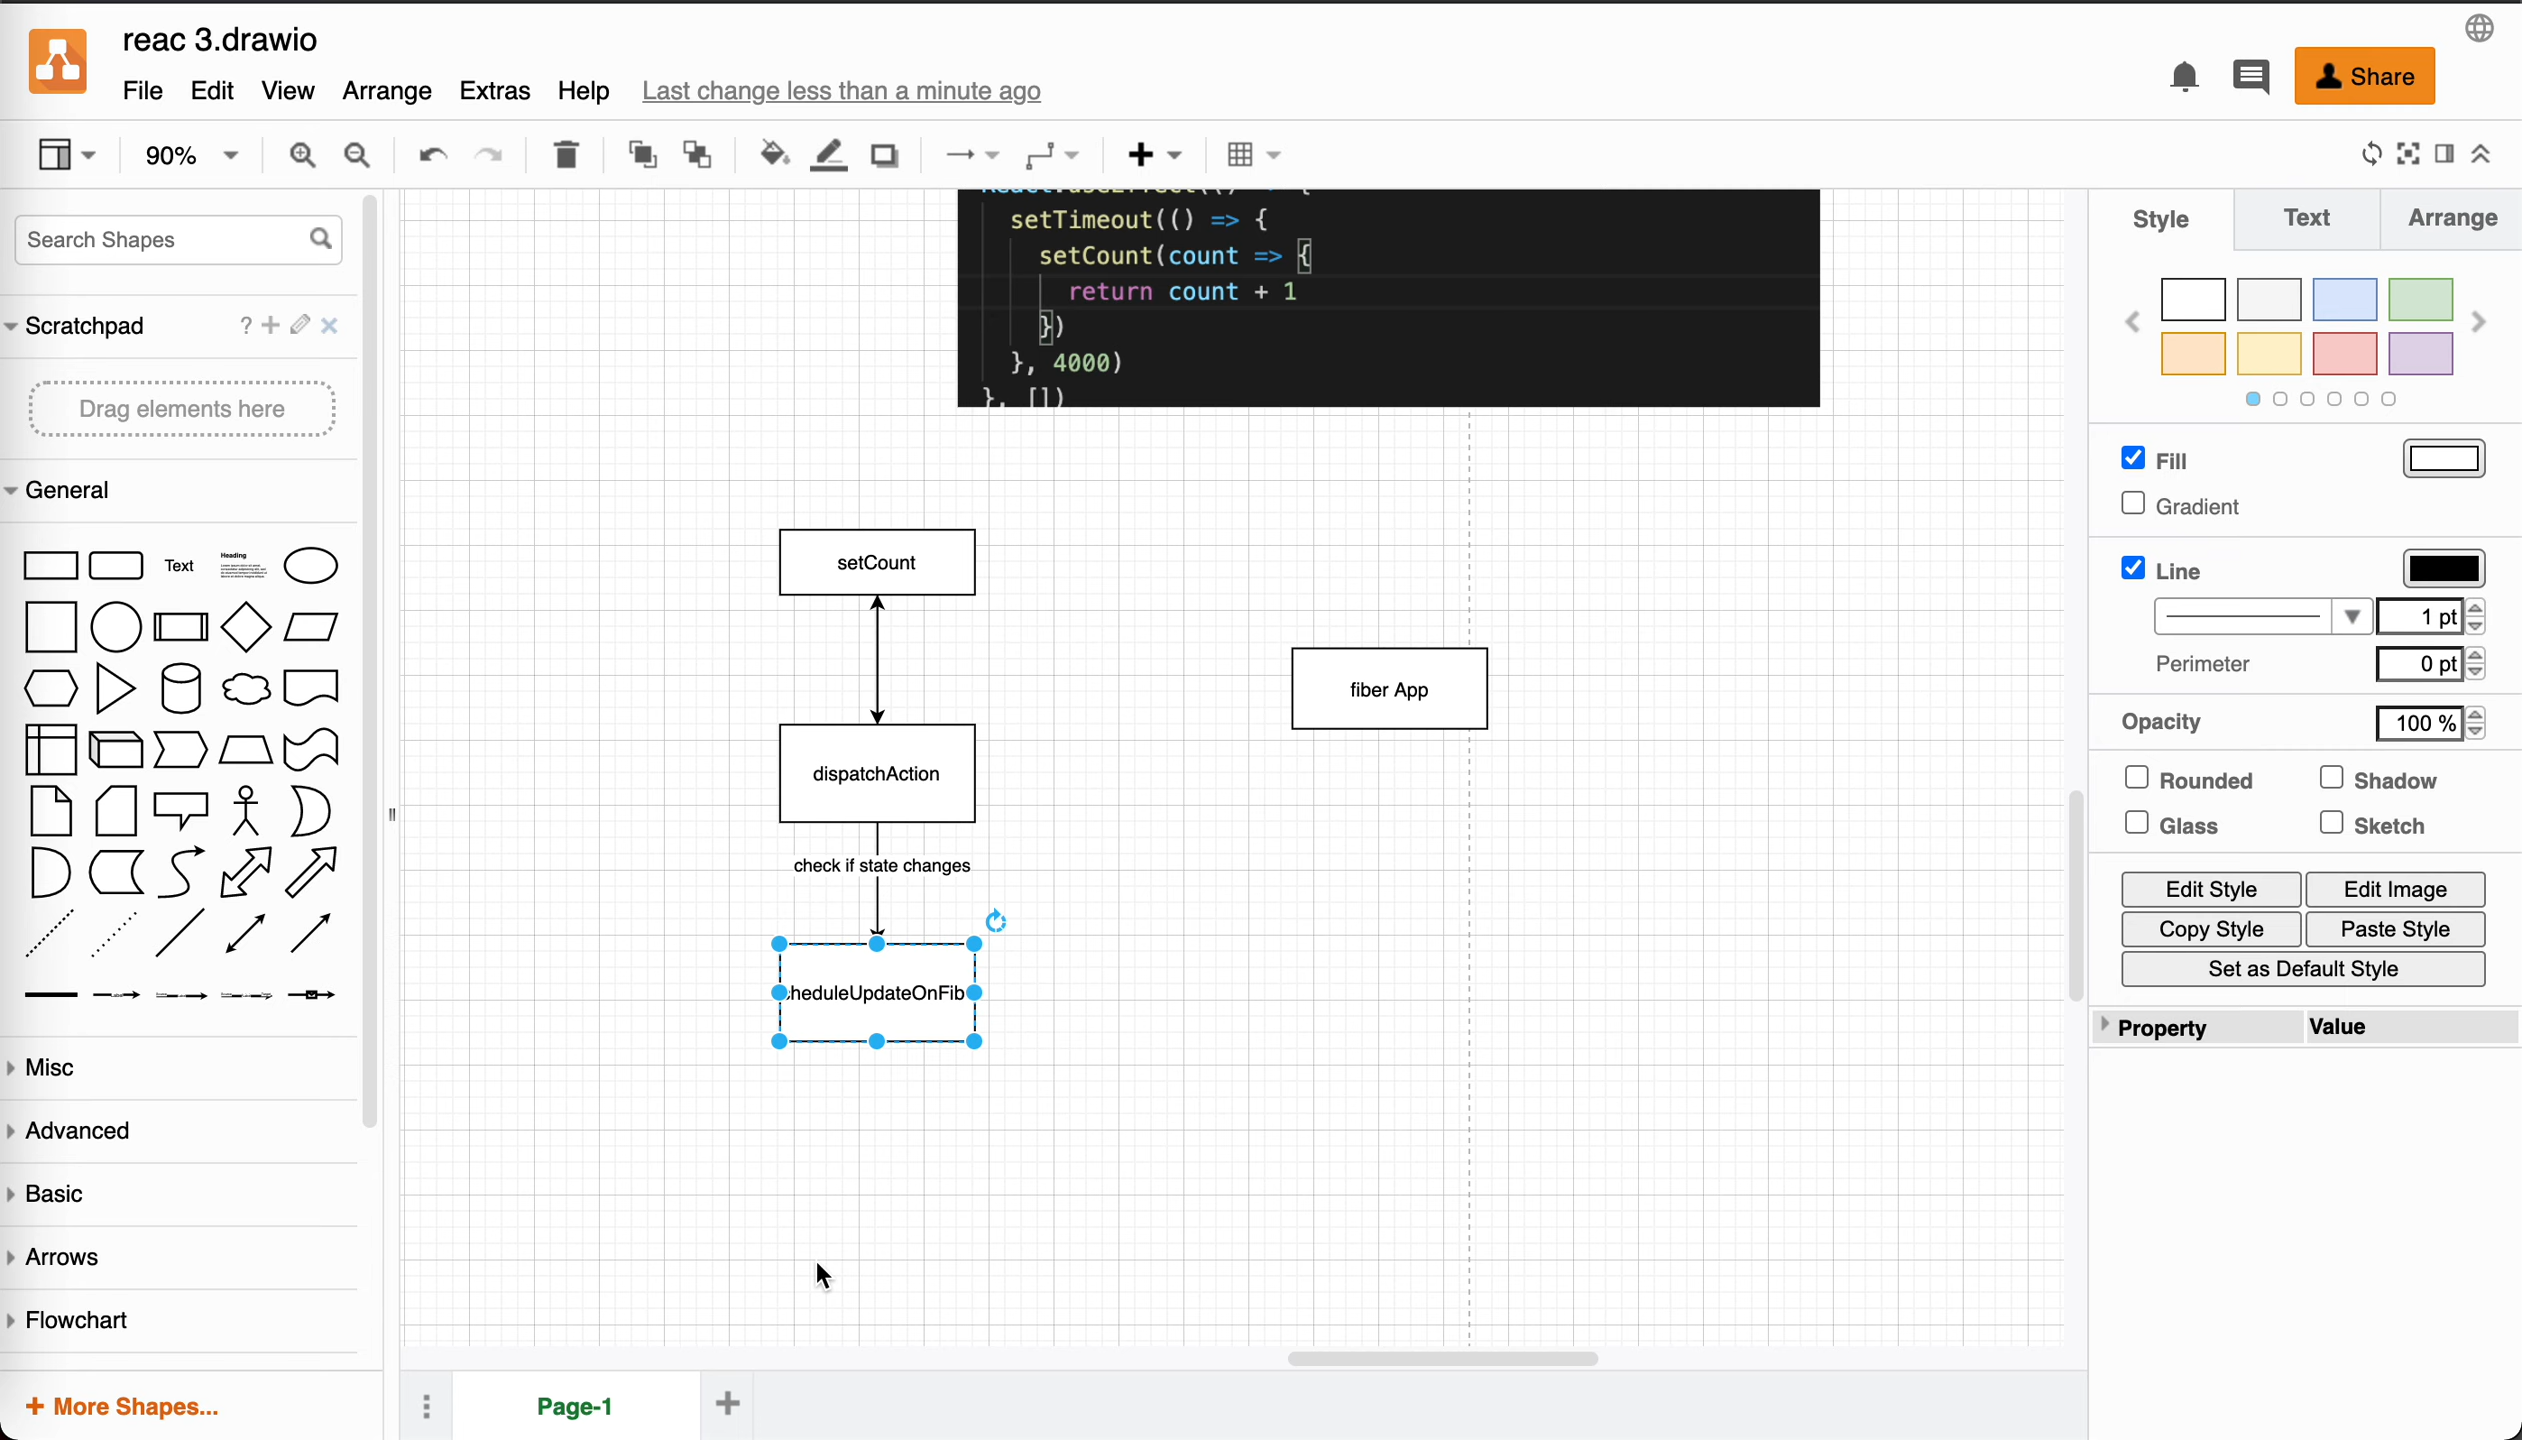 reac 3.drawio
File Edit View Arrange Extras Help Last change less than a minute ago
Share
90%
Search Shapes
Scratchpad
?
Drag elements here
General
Text
Heading
Misc
Advanced
Basic
Arrows
Flowchart
+ More Shapes...
setTimeout(() => {
setCount(count => {
return count + 1
})
}, 4000)
}, [])
setCount
fiber App
dispatchAction
check if state changes
heduleUpdateOnFib
Page-1
Style Text Arrange
Fill
Gradient
Line
1 pt
Perimeter
0 pt
Opacity
100 %
Rounded
Shadow
Glass
Sketch
Edit Style
Edit Image
Copy Style
Paste Style
Set as Default Style
Property
Value